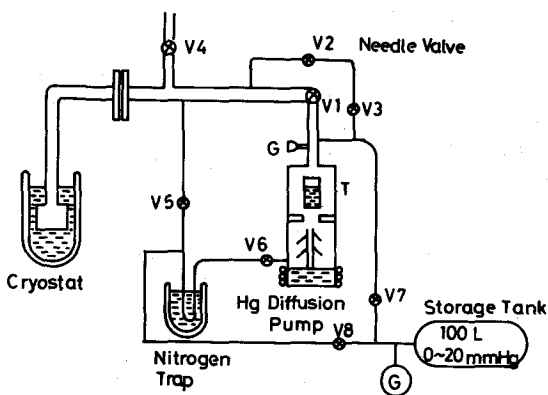 V4
V2
Needle Valve
V1
V3
G
T
V5
V6
Cryostat
Hg Diffusion
Pump
V7
Storage Tank
100 L
0~20 mmHg
V8
G
Nitrogen
Trap